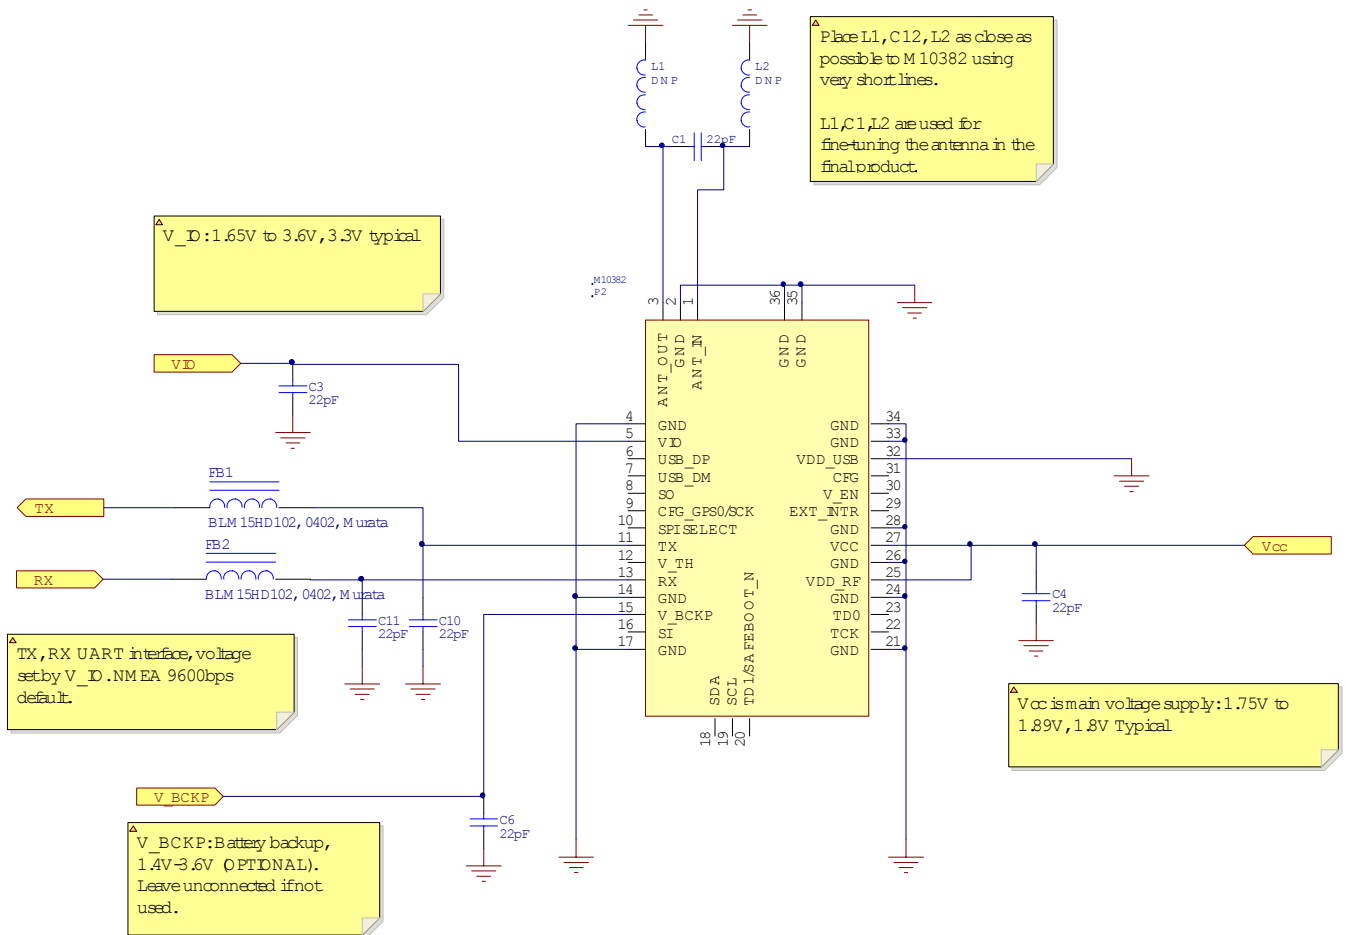 L1
DNP
L2
DNP
C1
22pF
Place L1, C12, L2 as close as
possible to M10382 using
very short lines.
L1,C1,L2 are used for
fine-tuning the antenna in the
final product.
V_IO: 1.65V to 3.6V, 3.3V typical
M10382
P2
3
2
1
36
35
ANT_OUT
GND
ANT_IN
GND
GND
VIO
C3
22pF
4
GND
5
VIO
6
USB_DP
7
USB_DM
8
SO
9
CFG_GPS0/SCK
10
SPISELECT
11
TX
12
V_TH
13
RX
14
GND
15
V_BCKP
16
SI
17
GND
34
GND
33
GND
32
VDD_USB
31
CFG
30
V_EN
29
EXT_INTR
28
GND
27
VCC
26
GND
25
VDD_RF
24
GND
23
TD0
22
TCK
21
GND
SDA
SCL
TD1/SAFEBOOT_N
18
19
20
FB1
TX
BLM15HD102, 0402, Murata
FB2
RX
BLM15HD102, 0402, Murata
C11
22pF
C10
22pF
Vcc
C4
22pF
TX, RX UART interface, voltage
set by V_IO. NMEA 9600bps
default.
Vcc is main voltage supply: 1.75V to
1.89V, 1.8V Typical
V_BCKP
C6
22pF
V_BCKP: Battery backup,
1.4V-3.6V (OPTIONAL).
Leave unconnected if not
used.